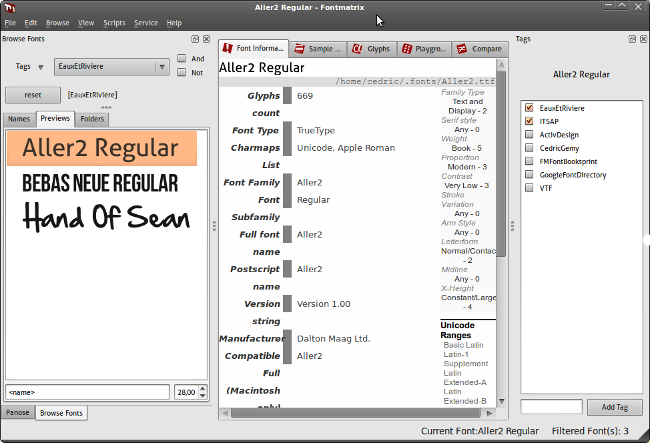 Aller2 Regular - Fontmatrix
File Edit Browse View Scripts Service Help
Browse Fonts
Tags EauxEtRiviere And
Not
reset [EauxEtRiviere]
Names Previews Folders
Aller2 Regular
BEBAS NEUE REGULAR
Hand Of Sean
<name> 28,00
Panose Browse Fonts
Font Informa... Sample ... Glyphs Playgro... Compare
Aller2 Regular
/home/cedric/.fonts/Aller2.ttf
Glyphs 669
count
Font Type TrueType
Charmaps Unicode, Apple Roman
List
Font Family Aller2
Font Regular
Subfamily
Full font Aller2
name
Postscript Aller2
name
Version Version 1.00
string
Manufacturer Dalton Maag Ltd.
Compatible Aller2
Full
(Macintosh
only)
Family Type
Text and
Display - 2
Serif style
Any - 0
Weight
Book - 5
Proportion
Modern - 3
Contrast
Very Low - 3
Stroke
Variation
Any - 0
Arm Style
Any - 0
Letterform
Normal/Contac
- 2
Midline
Any - 0
X-Height
Constant/Large
- 4
Unicode
Ranges
Basic Latin
Latin-1
Supplement
Latin
Extended-A
Latin
Extended-B
Tags
Aller2 Regular
EauxEtRiviere
ITSAP
ActivDesign
CedricGemy
FMFontBooksprint
GoogleFontDirectory
VTF
Add Tag
Current Font:Aller2 Regular Filtered Font(s): 3